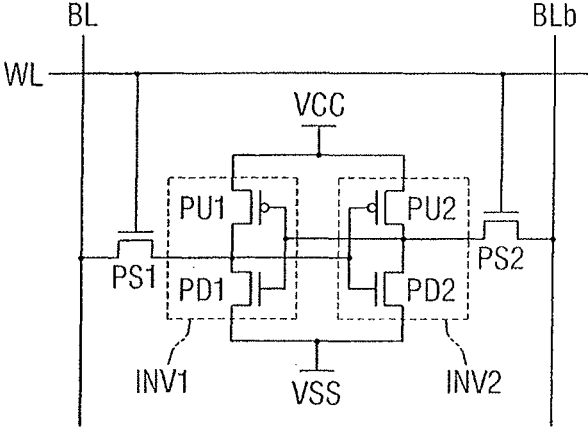 BL
BLb
WL
VCC
PU1
PU2
PS1
PS2
PD1
PD2
INV1
VSS
INV2